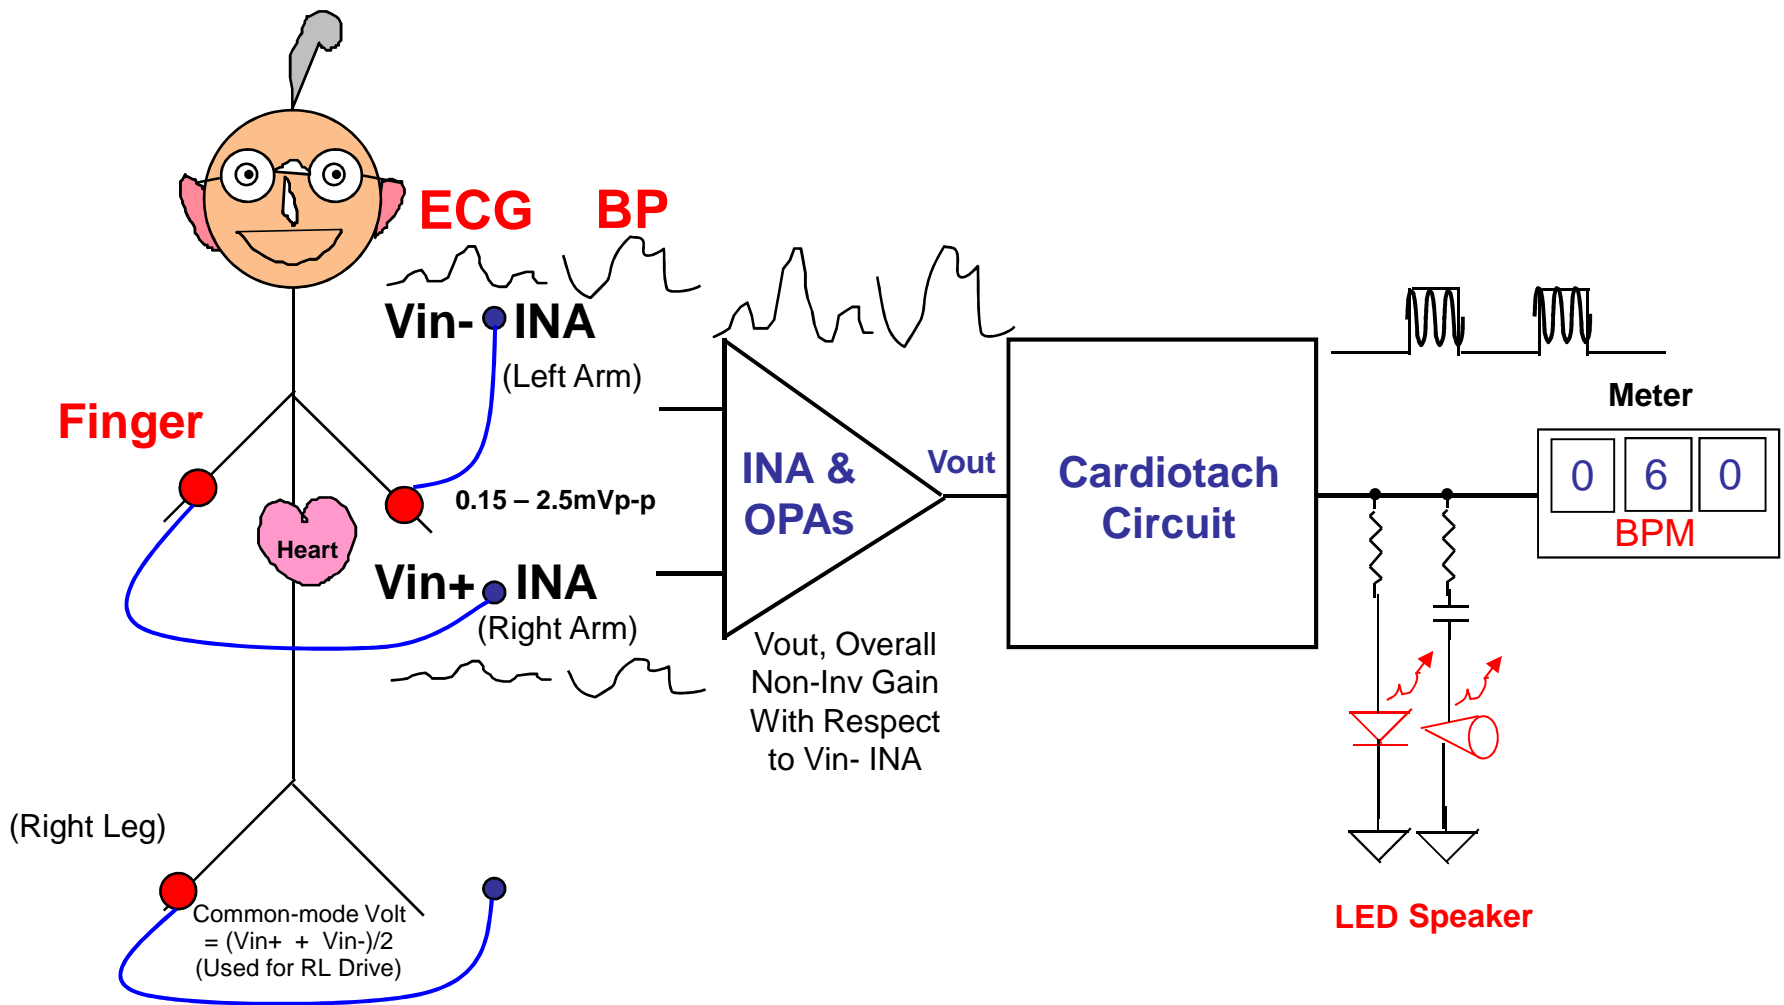 ECG
BP
Vin- INA
(Left Arm)
Finger
0.15 – 2.5mVp-p
Heart
Vin+ INA
(Right Arm)
INA &
OPAs
Vout
Vout, Overall
Non-Inv Gain
With Respect
to Vin- INA
Cardiotach
Circuit
Meter
0 6 0
BPM
LED Speaker
(Right Leg)
Common-mode Volt
= (Vin+ + Vin-)/2
(Used for RL Drive)